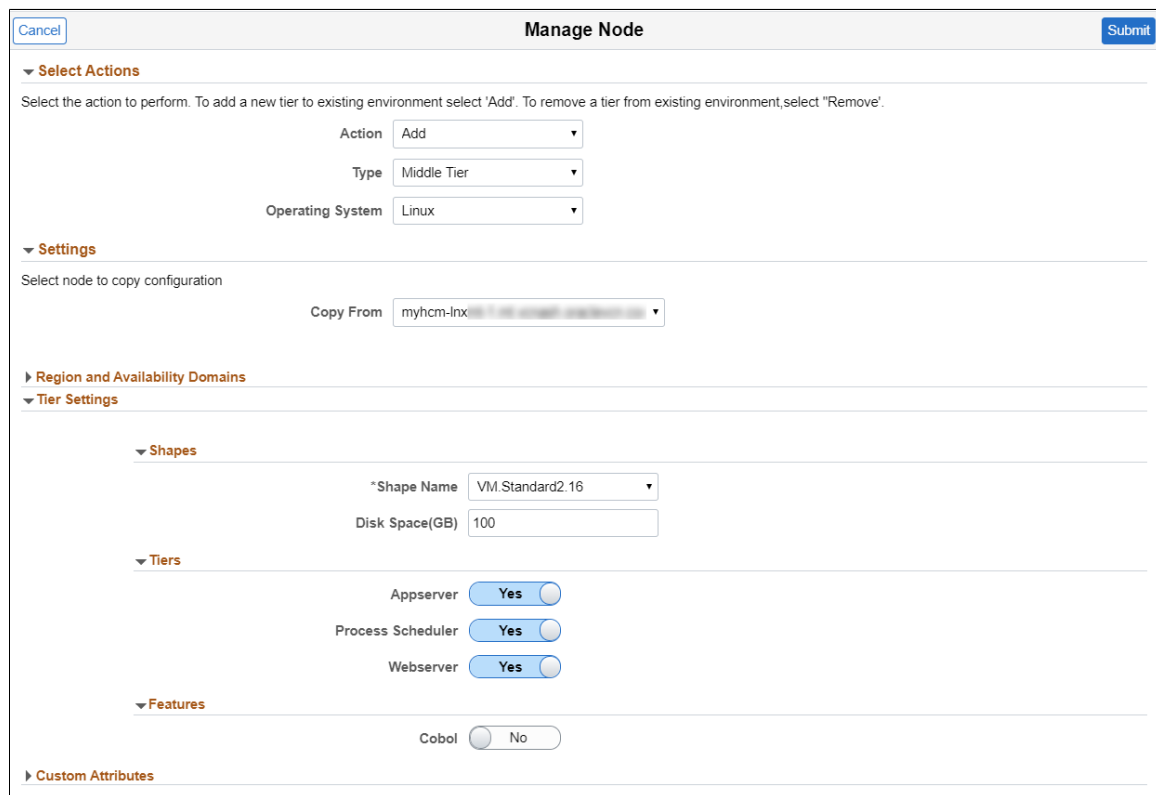 Cancel Manage Node Submit
Select Actions
Select the action to perform. To add a new tier to existing environment select 'Add'. To remove a tier from existing environment,select "Remove'.
Action Add
Type Middle Tier
Operating System Linux
Settings
Select node to copy configuration
Copy From myhcm-lnx
Region and Availability Domains
Tier Settings
Shapes
*Shape Name VM.Standard2.16
Disk Space(GB) 100
Tiers
Appserver Yes
Process Scheduler Yes
Webserver Yes
Features
Cobol No
Custom Attributes